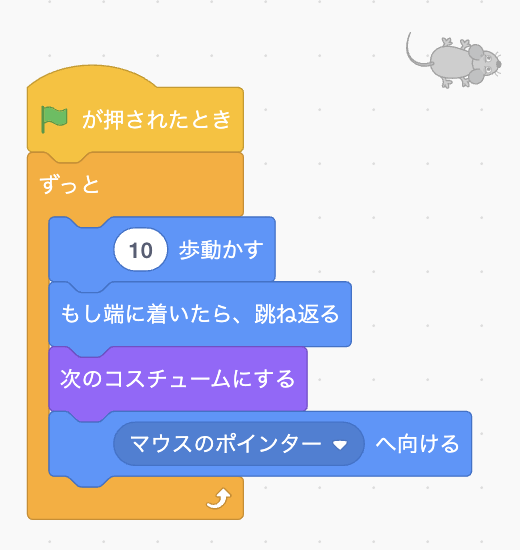 が押されたとき
ずっと
10 歩動かす
もし端に着いたら、跳ね返る
次のコスチュームにする
マウスのポインター へ向ける